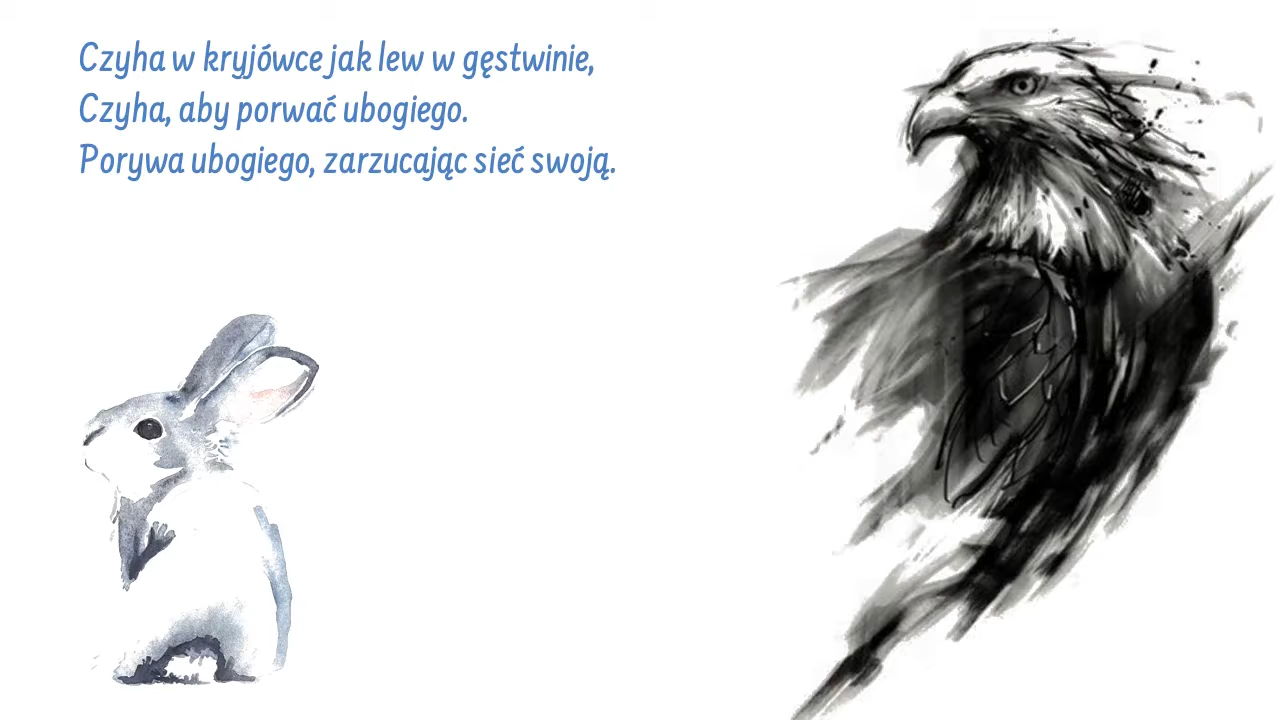 Czyha w kryjówce jak lew w gęstwinie,
Czyha, aby porwać ubogiego.
Porywa ubogiego, zarzucając sieć swoją.